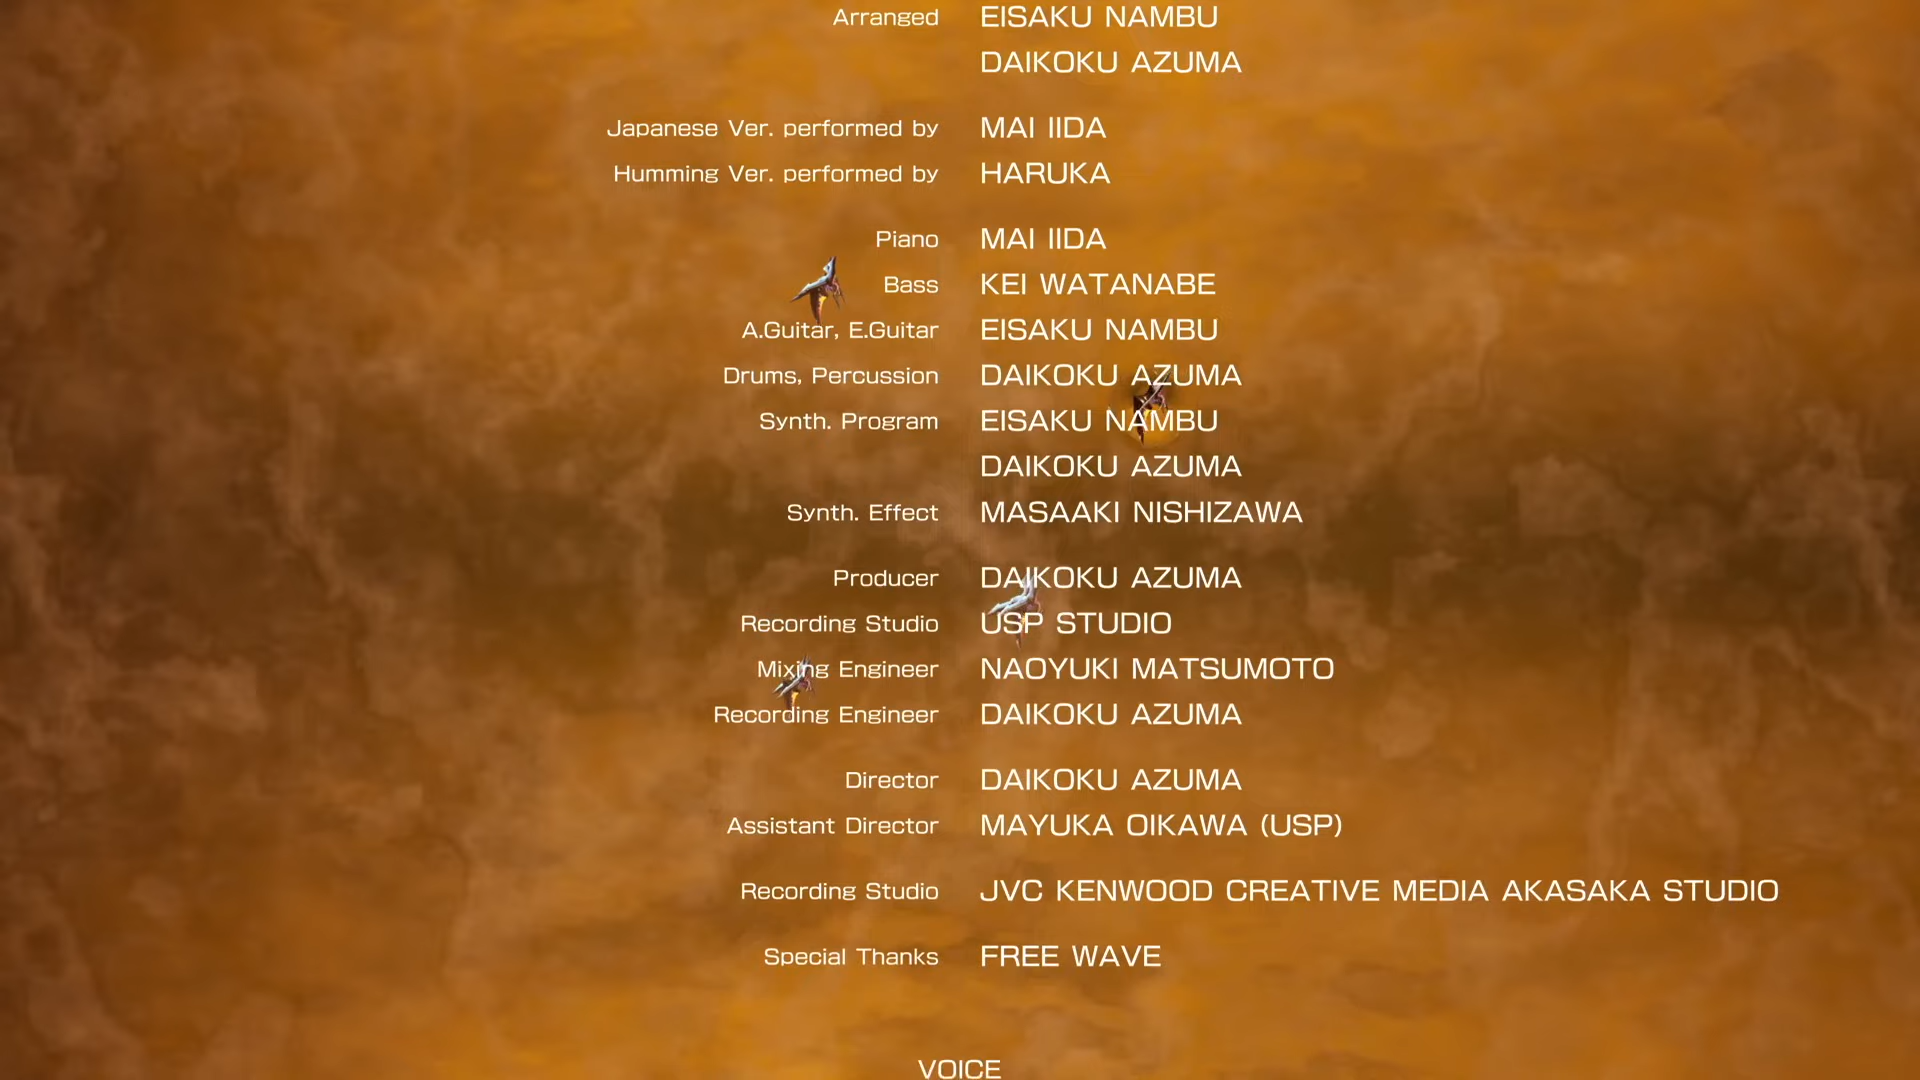 Arranged EISAKU NAMBU
DAIKOKU AZUMA
Japanese Ver. performed by MAI IIDA
Humming Ver. performed by HARUKA
Piano MAI IIDA
Bass KEI WATANABE
A.Guitar, E.Guitar EISAKU NAMBU
Drums, Percussion DAIKOKU AZUMA
Synth. Program EISAKU NAMBU
DAIKOKU AZUMA
Synth. Effect MASAAKI NISHIZAWA
Producer DAIKOKU AZUMA
Recording Studio USP STUDIO
Mixing Engineer NAOYUKI MATSUMOTO
Recording Engineer DAIKOKU AZUMA
Director DAIKOKU AZUMA
Assistant Director MAYUKA OIKAWA (USP)
Recording Studio JVC KENWOOD CREATIVE MEDIA AKASAKA STUDIO
Special Thanks FREE WAVE
VOICE